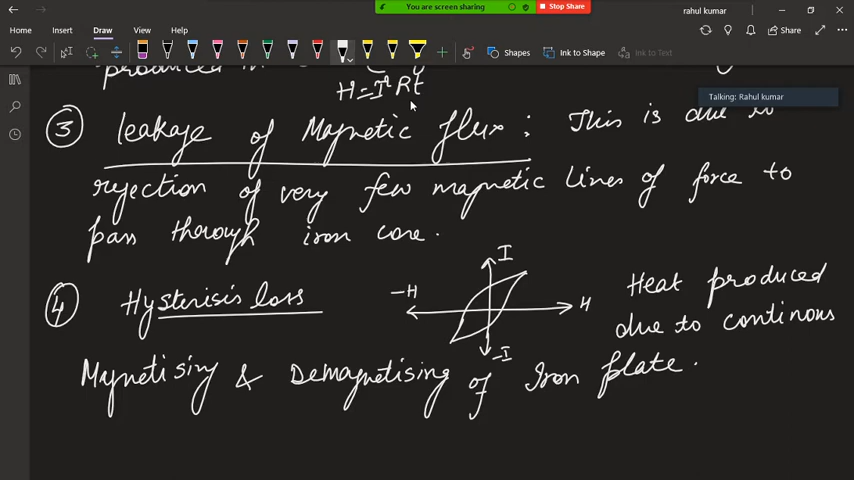 You are screen sharing
Stop Share
rahul kumar
Home Insert Draw View Help
Share
Shapes
Ink to Shape
Ink to Text
Talking: Rahul kumar
produced in
H=I²Rt
③ leakage of Magnetic flux : This is due to
rejection of very few magnetic lines of force to
pass thorough iron core.
④ Hysterisis loss
I
-H
H
-I
Heat produced
due to continous
Magnetising & Demagnetising of Iron plate.